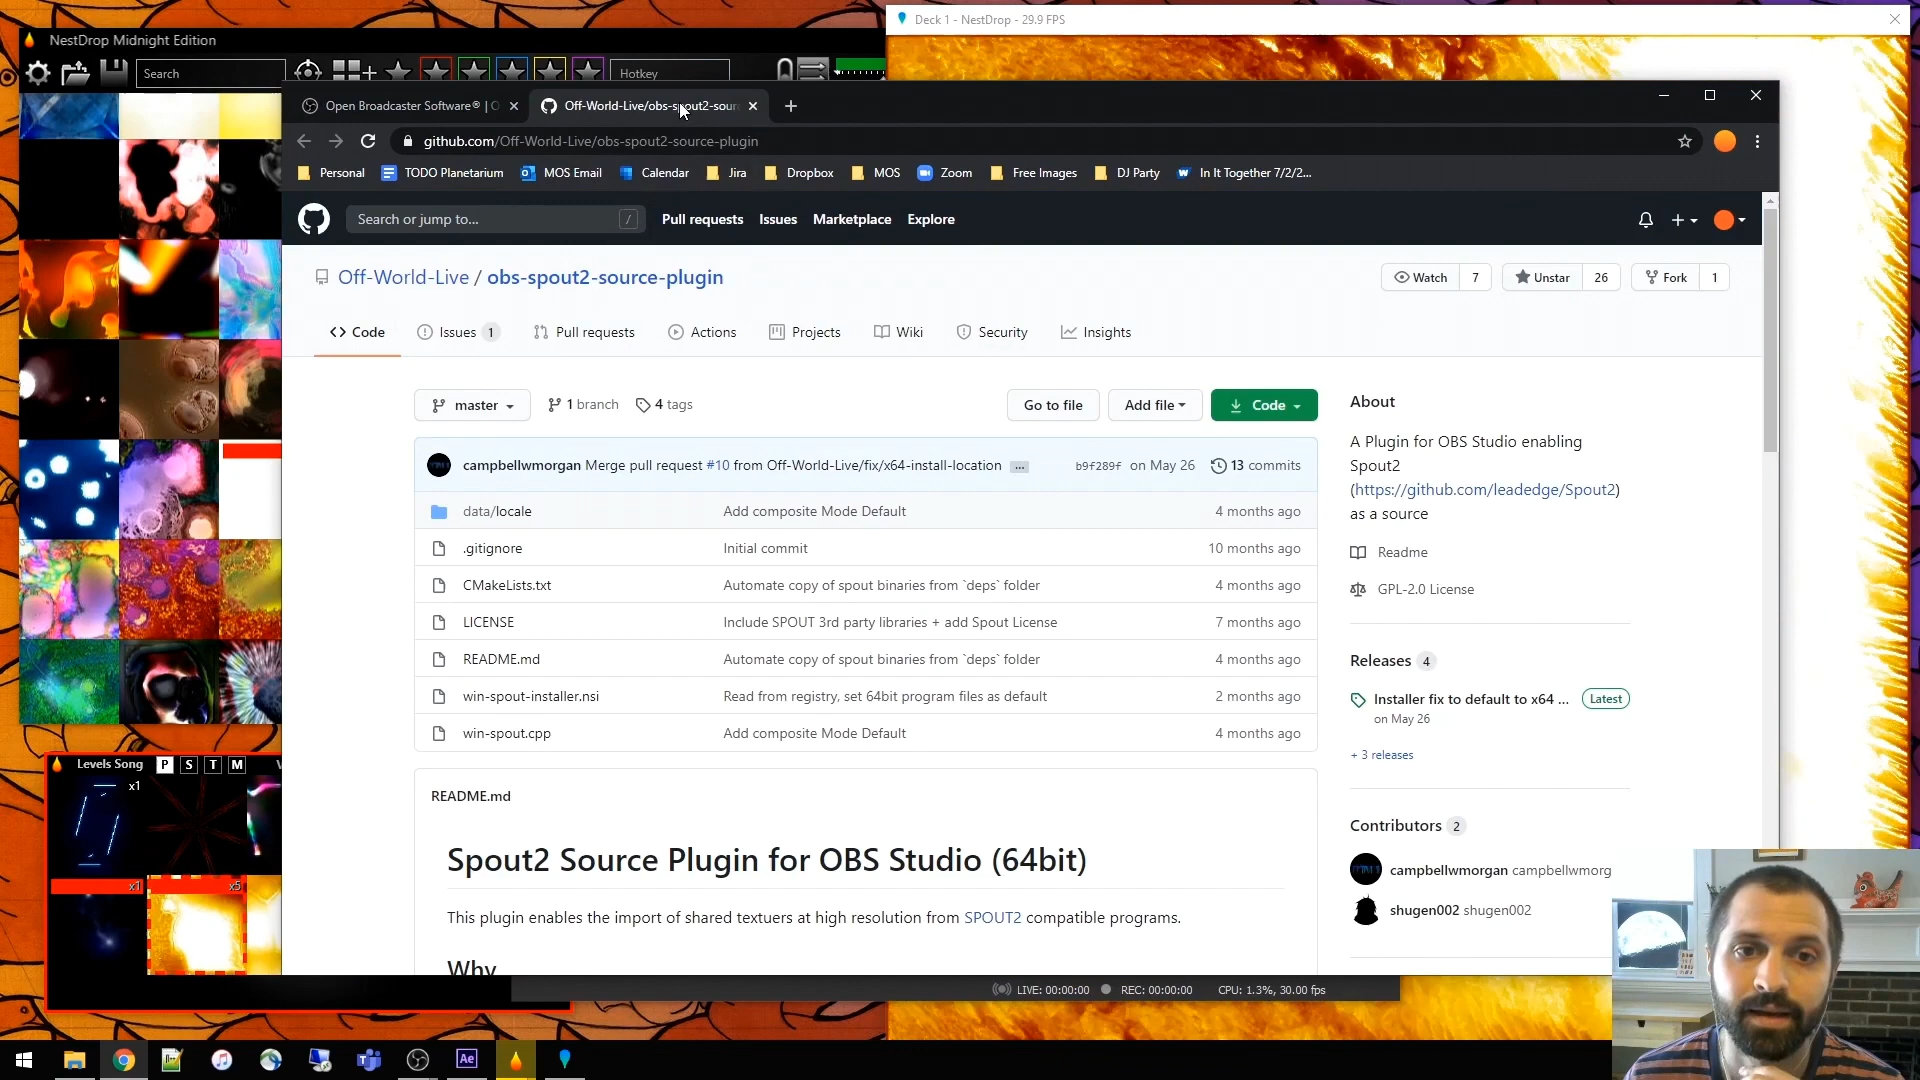 Deck 1 - NestDrop - 29.9 FPS
NestDrop Midnight Edition
Search
Hotkey
Open Broadcaster Software® | O
Off-World-Live/obs-spout2-sour
github.com/Off-World-Live/obs-spout2-source-plugin
Personal
TODO Planetarium
MOS Email
Calendar
Jira
Dropbox
MOS
Zoom
Free Images
DJ Party
In It Together 7/2/2...
Search or jump to...
/
Pull requests
Issues
Marketplace
Explore
Off-World-Live / obs-spout2-source-plugin
Watch 7
Unstar 26
Fork 1
Code
Issues 1
Pull requests
Actions
Projects
Wiki
Security
Insights
master
1 branch
4 tags
Go to file
Add file
Code
campbellwmorgan Merge pull request #10 from Off-World-Live/fix/x64-install-location ... b9f289f on May 26 13 commits
data/locale Add composite Mode Default 4 months ago
.gitignore Initial commit 10 months ago
CMakeLists.txt Automate copy of spout binaries from `deps` folder 4 months ago
LICENSE Include SPOUT 3rd party libraries + add Spout License 7 months ago
README.md Automate copy of spout binaries from `deps` folder 4 months ago
win-spout-installer.nsi Read from registry, set 64bit program files as default 2 months ago
win-spout.cpp Add composite Mode Default 4 months ago
README.md
Spout2 Source Plugin for OBS Studio (64bit)
This plugin enables the import of shared textuers at high resolution from SPOUT2 compatible programs.
Why
About
A Plugin for OBS Studio enabling
Spout2
(https://github.com/leadedge/Spout2)
as a source
Readme
GPL-2.0 License
Releases 4
Installer fix to default to x64 ... Latest
on May 26
+ 3 releases
Contributors 2
campbellwmorgan campbellwmorg
shugen002 shugen002
Levels Song P S T M V
x1
x1
x5
LIVE: 00:00:00
REC: 00:00:00
CPU: 1.3%, 30.00 fps
Ae